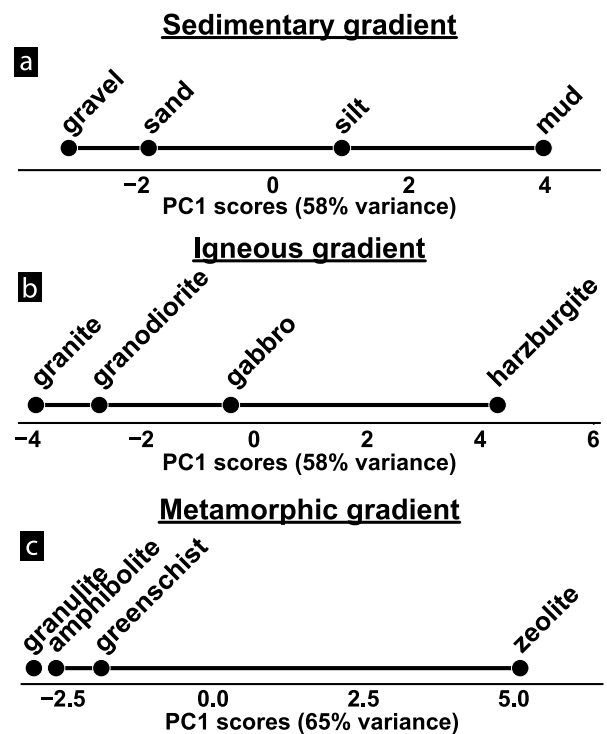 Sedimentary gradient
a
gravel sand silt mud
−2 0 2 4
PC1 scores (58% variance)
Igneous gradient
b
granite granodiorite gabbro harzburgite
−4 −2 0 2 4 6
PC1 scores (58% variance)
Metamorphic gradient
c
granulite amphibolite greenschist zeolite
−2.5 0.0 2.5 5.0
PC1 scores (65% variance)